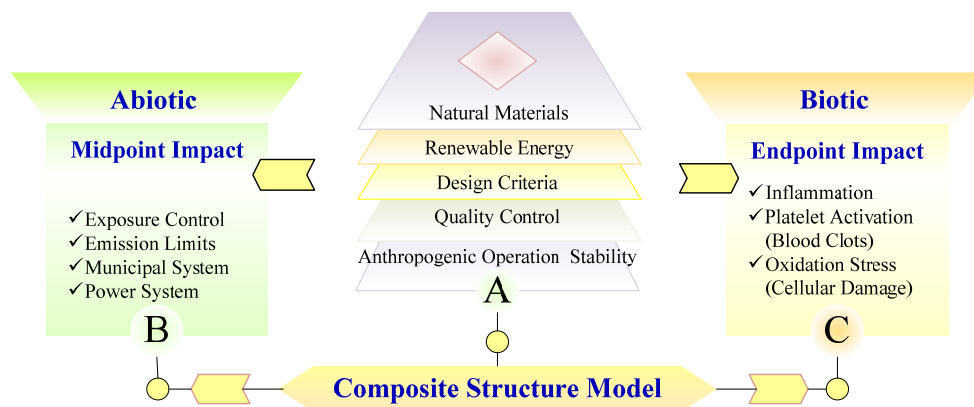 Abiotic
Midpoint Impact
✓Exposure Control
✓Emission Limits
✓Municipal System
✓Power System
B
Natural Materials
Renewable Energy
Design Criteria
Quality Control
Anthropogenic Operation Stability
A
Biotic
Endpoint Impact
✓Inflammation
✓Platelet Activation
(Blood Clots)
✓Oxidation Stress
(Cellular Damage)
C
Composite Structure Model